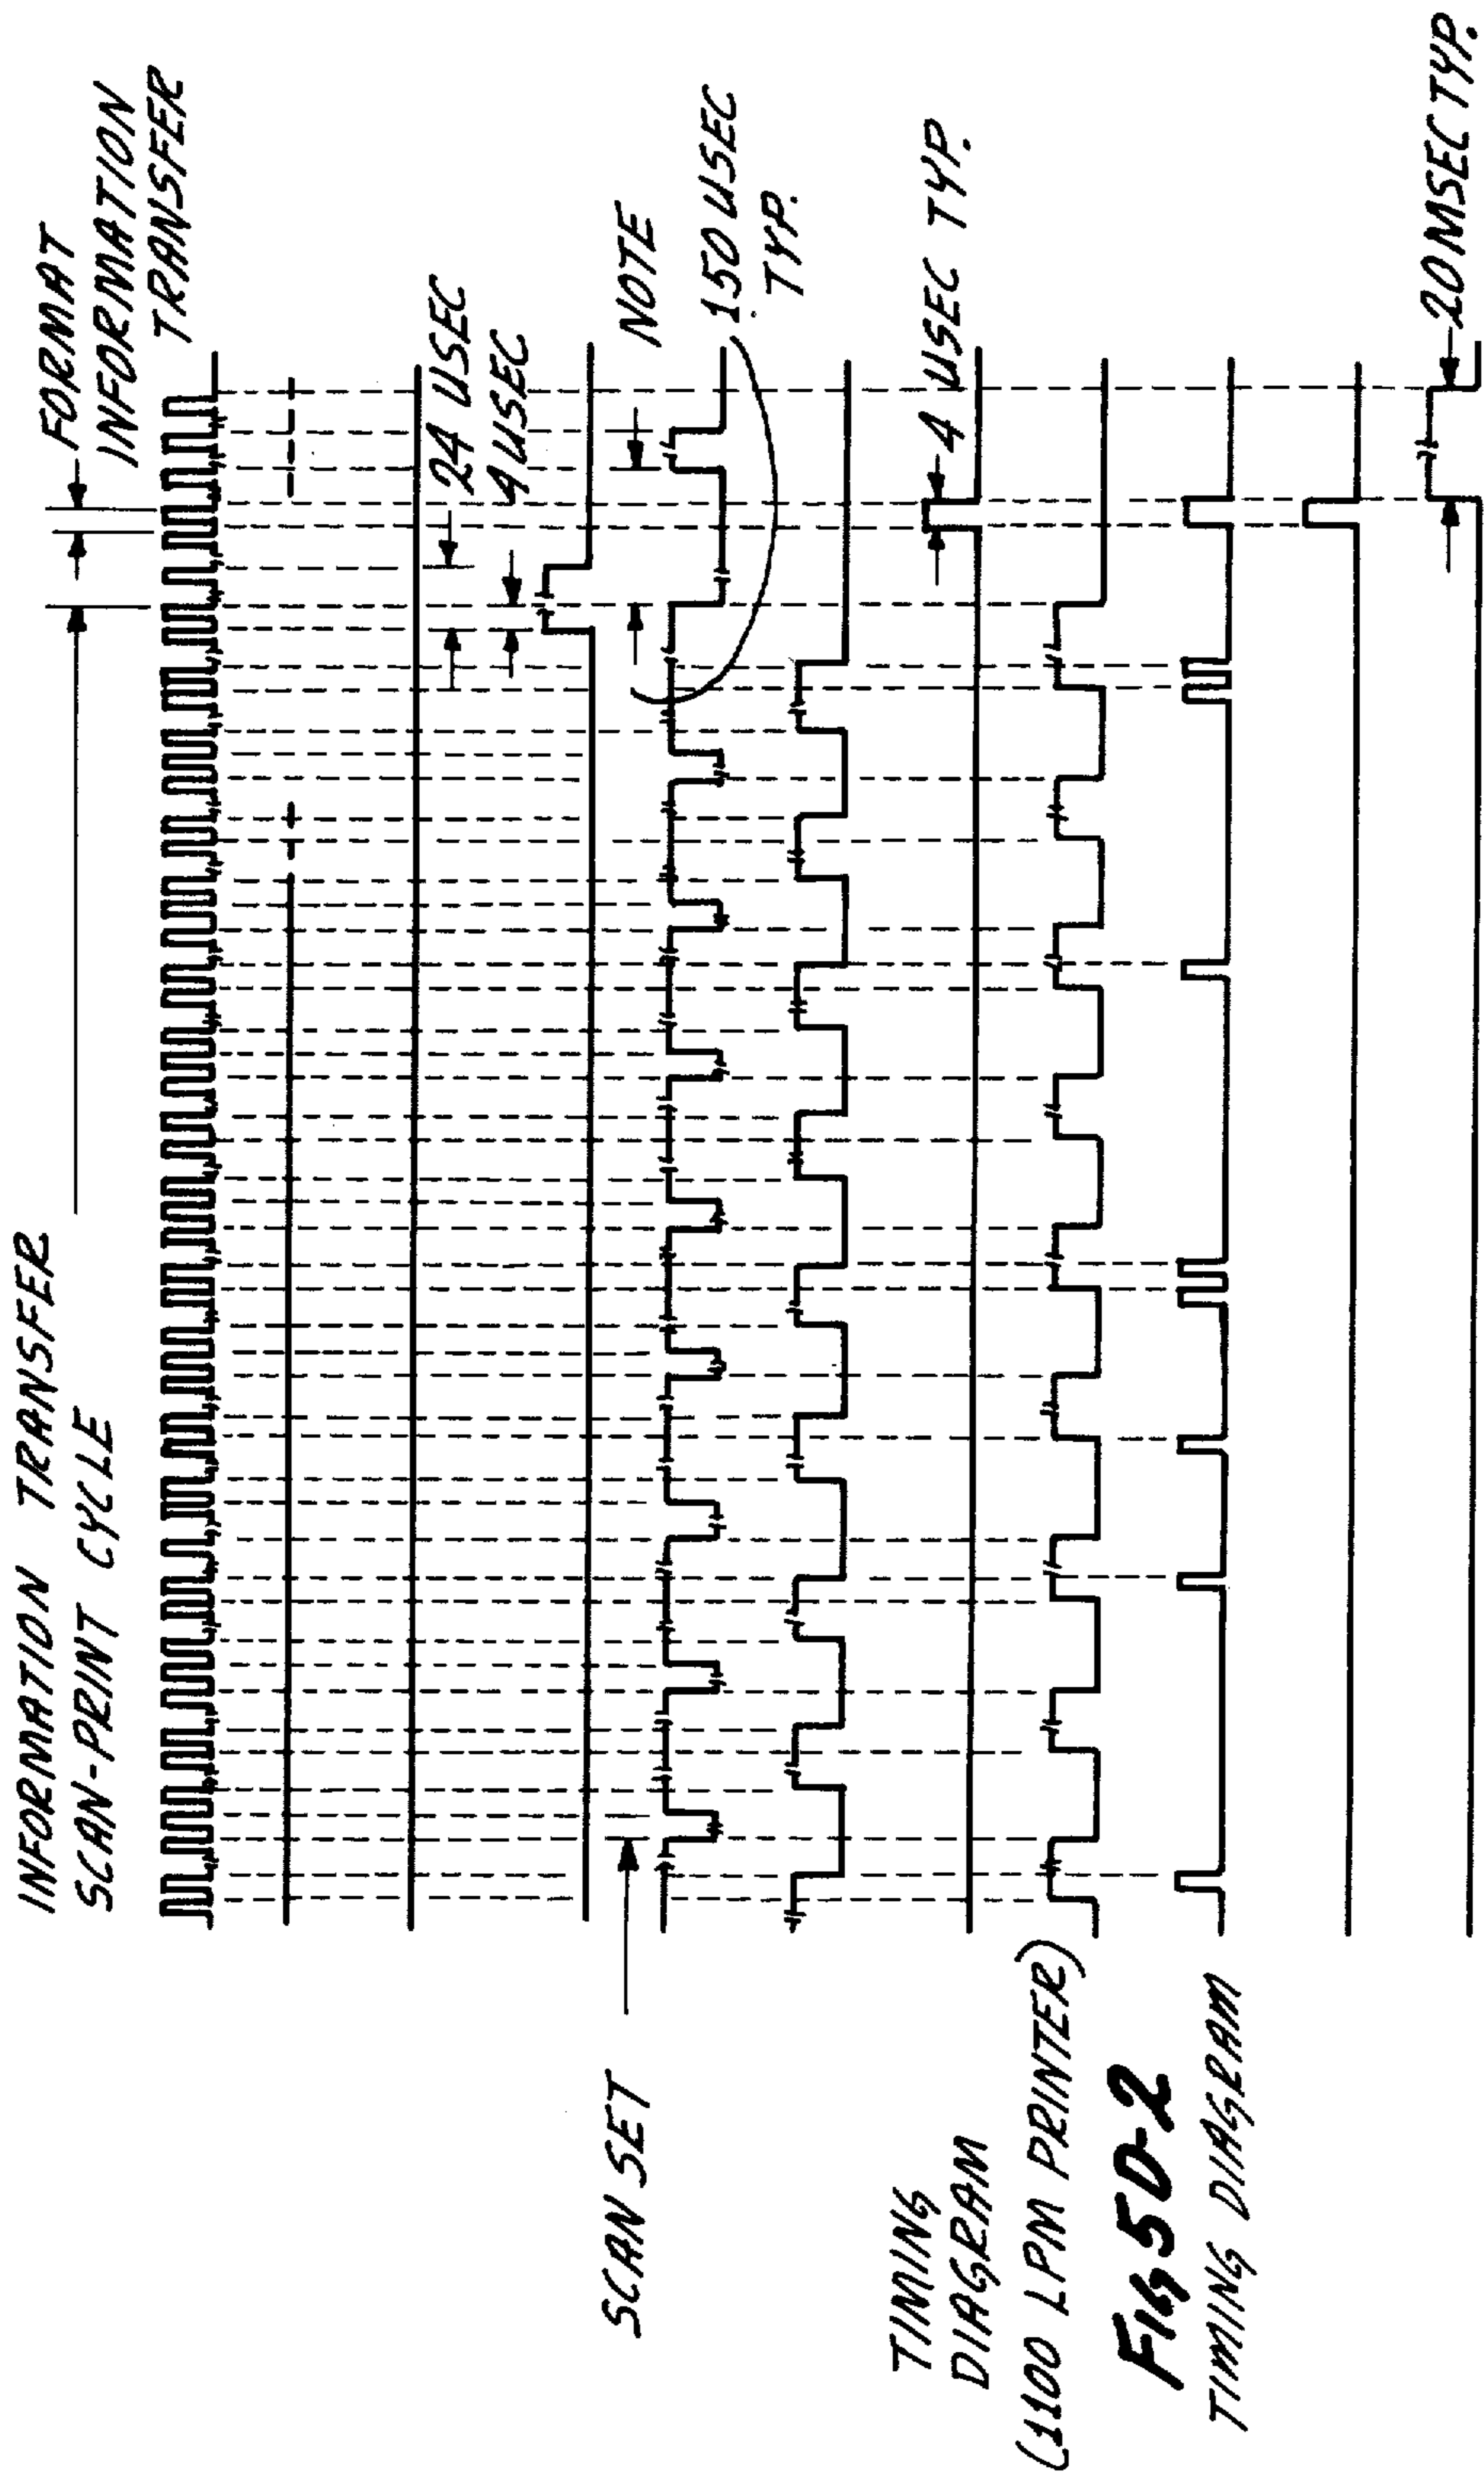 INFORMATION TRANSFER
SCAN-PRINT CYCLE
FORMAT
INFORMATION
TRANSFER
24 USEC
4 USEC
SCAN SET
NOTE
150 USEC
TYP.
4 USEC TYP.
TIMING
DIAGRAM
(1100 LPM PRINTER)
FIG 5D-2
TIMING DIAGRAM
20 MSEC TYP.